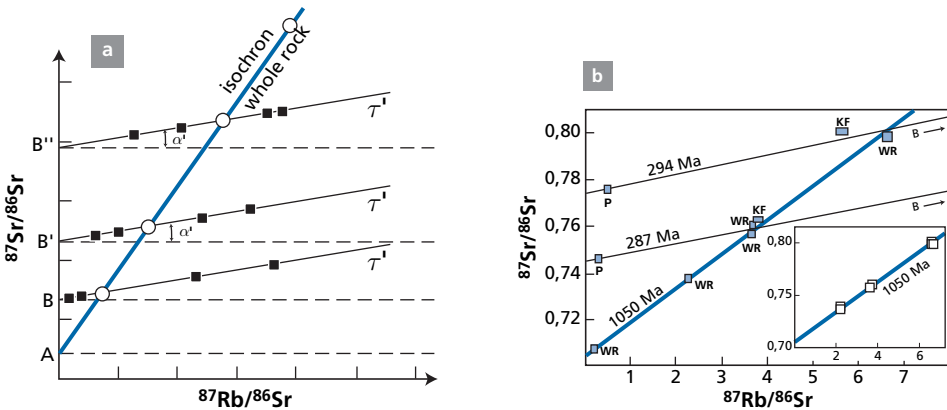 a
isochron
whole rock
τ'
α'
B''
τ'
α'
B'
τ'
B
A
87Sr/86Sr
87Rb/86Sr
b
0,80
0,78
0,76
0,74
0,72
87Sr/86Sr
KF
WR
B
294 Ma
P
KF
WR
WR
B
287 Ma
P
WR
1050 Ma
WR
0,80
0,75
0,70
1050 Ma
2 4 6
1 2 3 4 5 6 7
87Rb/86Sr